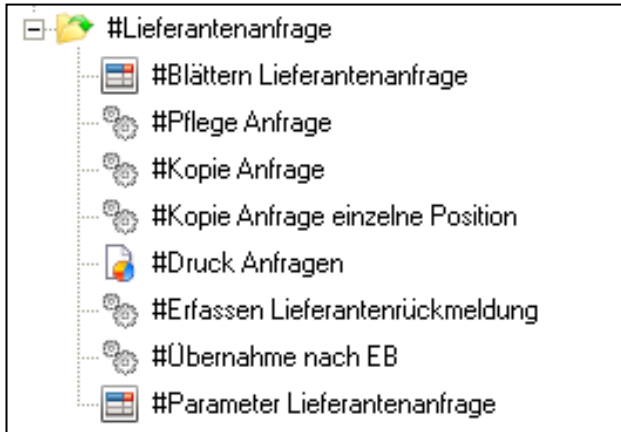 #Lieferantenanfrage
#Blättern Lieferantenanfrage
#Pflege Anfrage
#Kopie Anfrage
#Kopie Anfrage einzelne Position
#Druck Anfragen
#Erfassen Lieferantenrückmeldung
#Übernahme nach EB
#Parameter Lieferantenanfrage